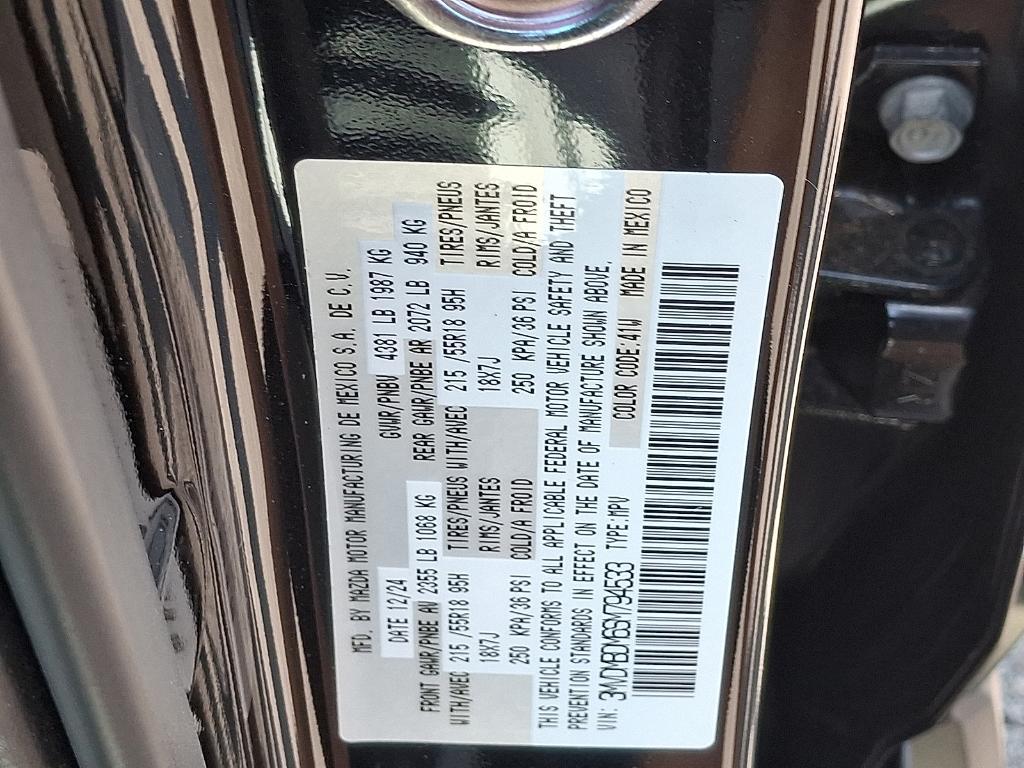 MFD. BY MAZDA MOTOR MANUFACTURING DE MEXICO S.A. DE C.V.
DATE 12/24 GVWR/PNBV 4381 LB 1987 KG
FRONT GAWR/PNBE AV 2355 LB 1068 KG REAR GAWR/PNBE AR 2072 LB 940 KG
WITH/AVEC 215 /55R18 95H TIRES/PNEUS WITH/AVEC 215 /55R18 95H TIRES/PNEUS
18X7J RIMS/JANTES 18X7J RIMS/JANTES
250 KPA/36 PSI COLD/A FROID 250 KPA/36 PSI COLD/A FROID
THIS VEHICLE CONFORMS TO ALL APPLICABLE FEDERAL MOTOR VEHICLE SAFETY AND THEFT
PREVENTION STANDARDS IN EFFECT ON THE DATE OF MANUFACTURE SHOWN ABOVE.
VIN: TYPE:MPV COLOR CODE:41W MADE IN MEXICO